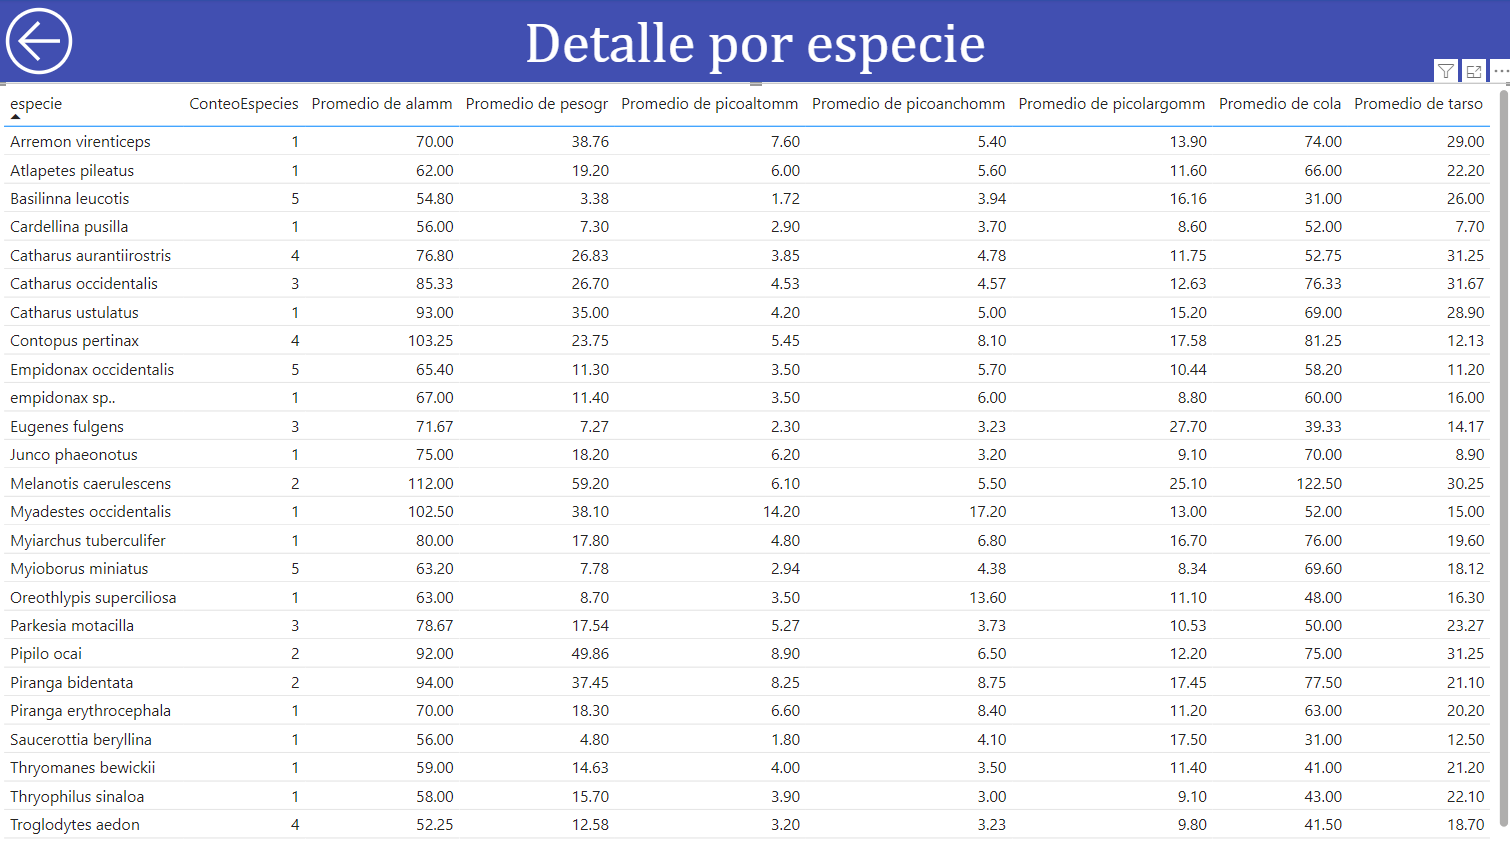 Detalle por especie
especie ConteoEspecies Promedio de alamm Promedio de pesogr Promedio de picoaltomm Promedio de picoanchomm Promedio de picolargomm Promedio de cola Promedio de tarso
Arremon virenticeps 1 70.00 38.76 7.60 5.40 13.90 74.00 29.00
Atlapetes pileatus 1 62.00 19.20 6.00 5.60 11.60 66.00 22.20
Basilinna leucotis 5 54.80 3.38 1.72 3.94 16.16 31.00 26.00
Cardellina pusilla 1 56.00 7.30 2.90 3.70 8.60 52.00 7.70
Catharus aurantiirostris 4 76.80 26.83 3.85 4.78 11.75 52.75 31.25
Catharus occidentalis 3 85.33 26.70 4.53 4.57 12.63 76.33 31.67
Catharus ustulatus 1 93.00 35.00 4.20 5.00 15.20 69.00 28.90
Contopus pertinax 4 103.25 23.75 5.45 8.10 17.58 81.25 12.13
Empidonax occidentalis 5 65.40 11.30 3.50 5.70 10.44 58.20 11.20
empidonax sp.. 1 67.00 11.40 3.50 6.00 8.80 60.00 16.00
Eugenes fulgens 3 71.67 7.27 2.30 3.23 27.70 39.33 14.17
Junco phaeonotus 1 75.00 18.20 6.20 3.20 9.10 70.00 8.90
Melanotis caerulescens 2 112.00 59.20 6.10 5.50 25.10 122.50 30.25
Myadestes occidentalis 1 102.50 38.10 14.20 17.20 13.00 52.00 15.00
Myiarchus tuberculifer 1 80.00 17.80 4.80 6.80 16.70 76.00 19.60
Myioborus miniatus 5 63.20 7.78 2.94 4.38 8.34 69.60 18.12
Oreothlypis superciliosa 1 63.00 8.70 3.50 13.60 11.10 48.00 16.30
Parkesia motacilla 3 78.67 17.54 5.27 3.73 10.53 50.00 23.27
Pipilo ocai 2 92.00 49.86 8.90 6.50 12.20 75.00 31.25
Piranga bidentata 2 94.00 37.45 8.25 8.75 17.45 77.50 21.10
Piranga erythrocephala 1 70.00 18.30 6.60 8.40 11.20 63.00 20.20
Saucerottia beryllina 1 56.00 4.80 1.80 4.10 17.50 31.00 12.50
Thryomanes bewickii 1 59.00 14.63 4.00 3.50 11.40 41.00 21.20
Thryophilus sinaloa 1 58.00 15.70 3.90 3.00 9.10 43.00 22.10
Troglodytes aedon 4 52.25 12.58 3.20 3.23 9.80 41.50 18.70